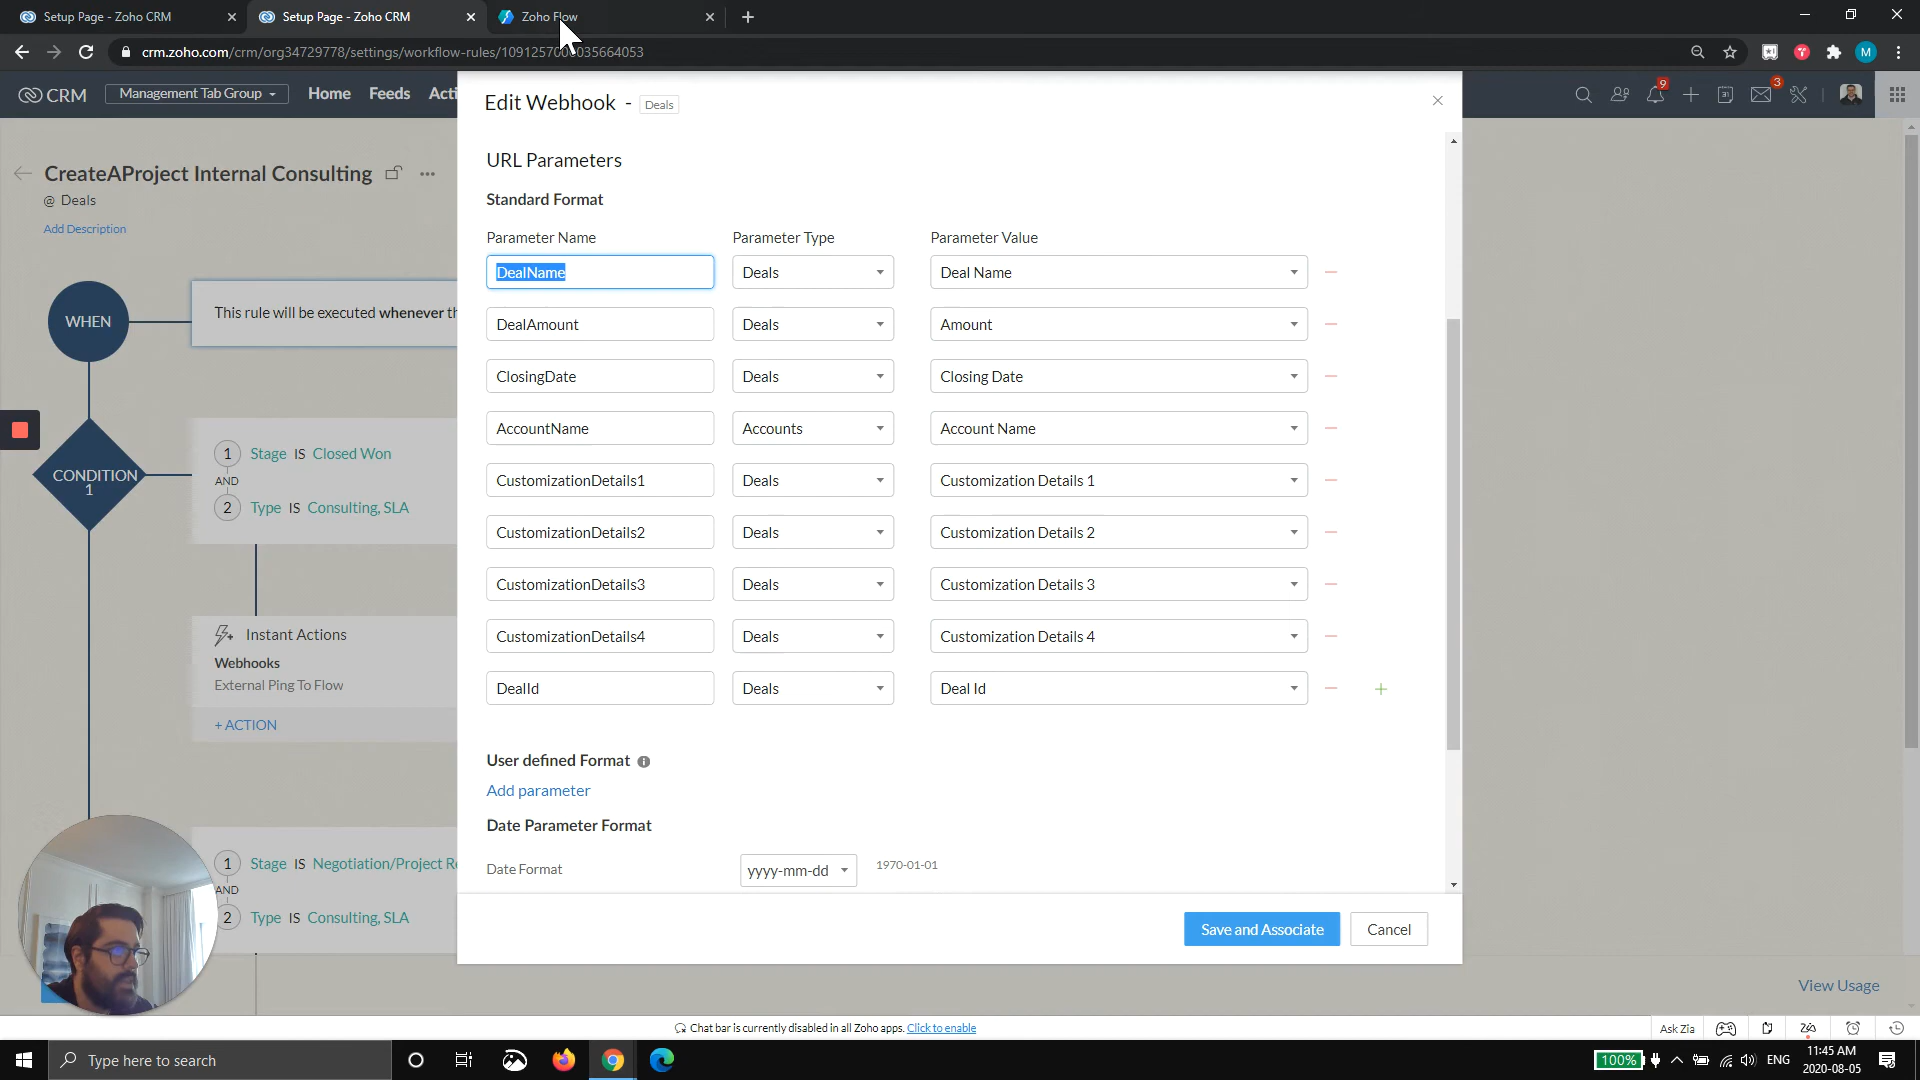 Setup Page - Zoho CRM
Setup Page - Zoho CRM
Zoho Flow
crm.zoho.com/crm/org34729778/settings/workflow-rules/
CRM
Management Tab Group
Home
Feeds
Acti
9
3
M
CreateAProject Internal Consulting
@ Deals
Add Description
WHEN
This rule will be executed whenever th
CONDITION
1
1 Stage IS Closed Won
AND
2 Type IS Consulting, SLA
Instant Actions
Webhooks
External Ping To Flow
+ ACTION
1 Stage IS Negotiation/Project Re
AND
2 Type IS Consulting, SLA
Edit Webhook - Deals
URL Parameters
Standard Format
Parameter Name Parameter Type Parameter Value
DealName Deals Deal Name
DealAmount Deals Amount
ClosingDate Deals Closing Date
AccountName Accounts Account Name
CustomizationDetails1 Deals Customization Details 1
CustomizationDetails2 Deals Customization Details 2
CustomizationDetails3 Deals Customization Details 3
CustomizationDetails4 Deals Customization Details 4
DealId Deals Deal Id
User defined Format
Add parameter
Date Parameter Format
Date Format yyyy-mm-dd 1970-01-01
Save and Associate Cancel
View Usage
Chat bar is currently disabled in all Zoho apps. Click to enable
Ask Zia
Type here to search
100%
ENG
11:45 AM
2020-08-05